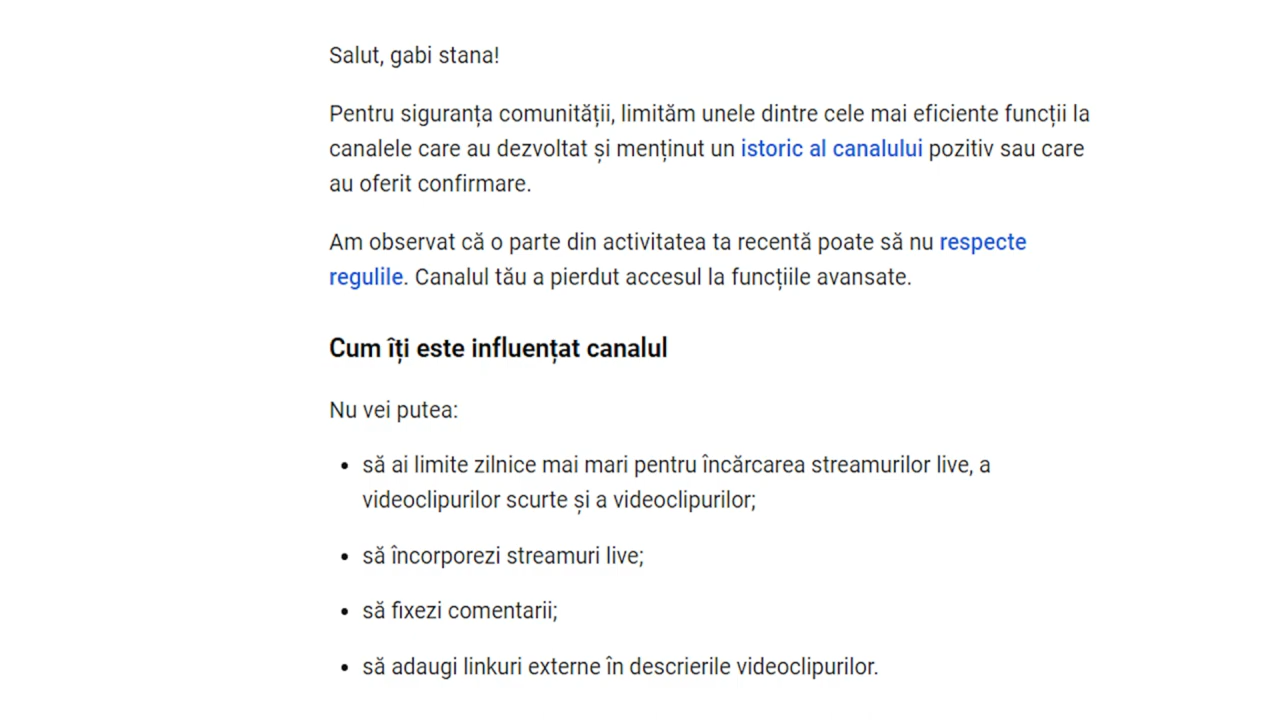 Salut, gabi stana!
Pentru siguranța comunității, limităm unele dintre cele mai eficiente funcții la
canalele care au dezvoltat și menținut un istoric al canalului pozitiv sau care
au oferit confirmare.
Am observat că o parte din activitatea ta recentă poate să nu respecte
regulile. Canalul tău a pierdut accesul la funcțiile avansate.
Cum îți este influențat canalul
Nu vei putea:
• să ai limite zilnice mai mari pentru încărcarea streamurilor live, a
videoclipurilor scurte și a videoclipurilor;
• să încorporezi streamuri live;
• să fixezi comentarii;
• să adaugi linkuri externe în descrierile videoclipurilor.